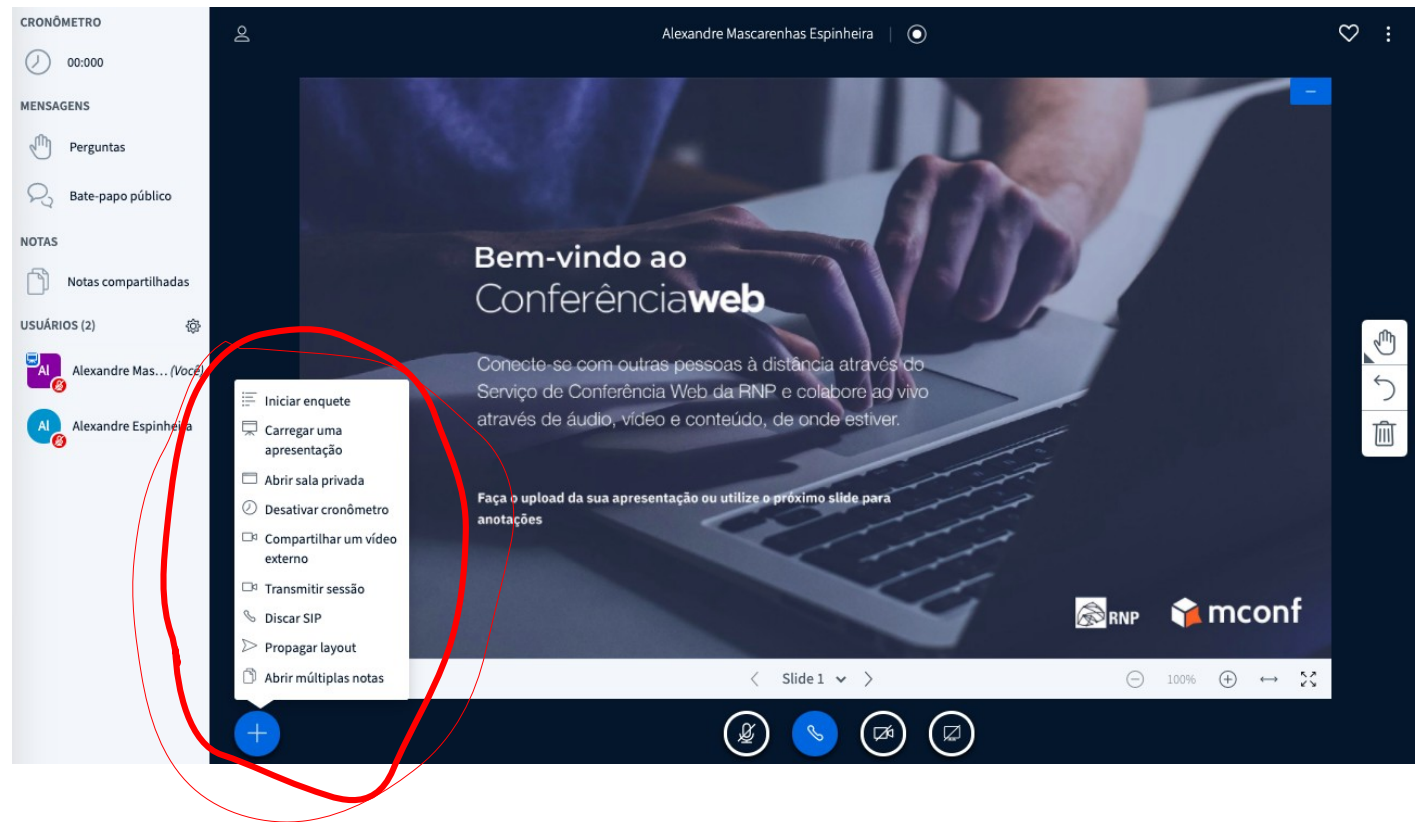 CRONÔMETRO
00:000
MENSAGENS
Perguntas
Bate-papo público
NOTAS
Notas compartilhadas
USUÁRIOS (2)
Al
Alexandre Mas... (Você)
Al
Alexandre Espinheira
Alexandre Mascarenhas Espinheira |
Bem-vindo ao
Conferênciaweb
Conecte-se com outras pessoas à distância através do
Serviço de Conferência Web da RNP e colabore ao vivo
através de áudio, vídeo e conteúdo, de onde estiver.
Faça o upload da sua apresentação ou utilize o próximo slide para
anotações
RNP
mconf
Iniciar enquete
Carregar uma
apresentação
Abrir sala privada
Desativar cronômetro
Compartilhar um vídeo
externo
Transmitir sessão
Discar SIP
Propagar layout
Abrir múltiplas notas
Slide 1
100%